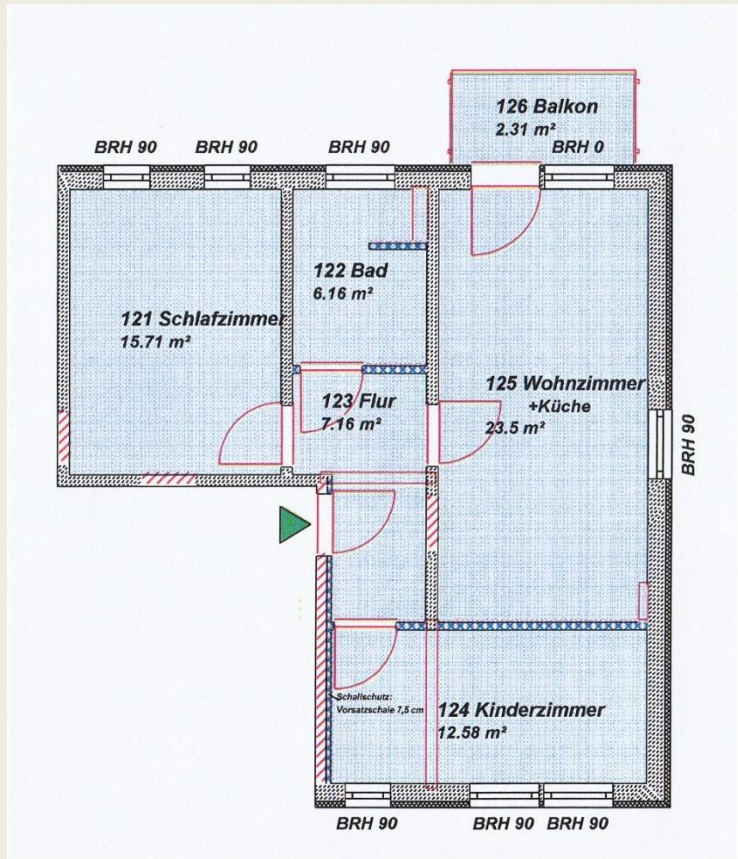 126 Balkon
2.31 m²
BRH 90
BRH 90
BRH 90
BRH 0
122 Bad
6.16 m²
121 Schlafzimmer
15.71 m²
123 Flur
7.16 m²
125 Wohnzimmer
+Küche
23.5 m²
BRH 90
Schallschutz:
Vorsatzschale 7,5 cm
124 Kinderzimmer
12.58 m²
BRH 90
BRH 90
BRH 90